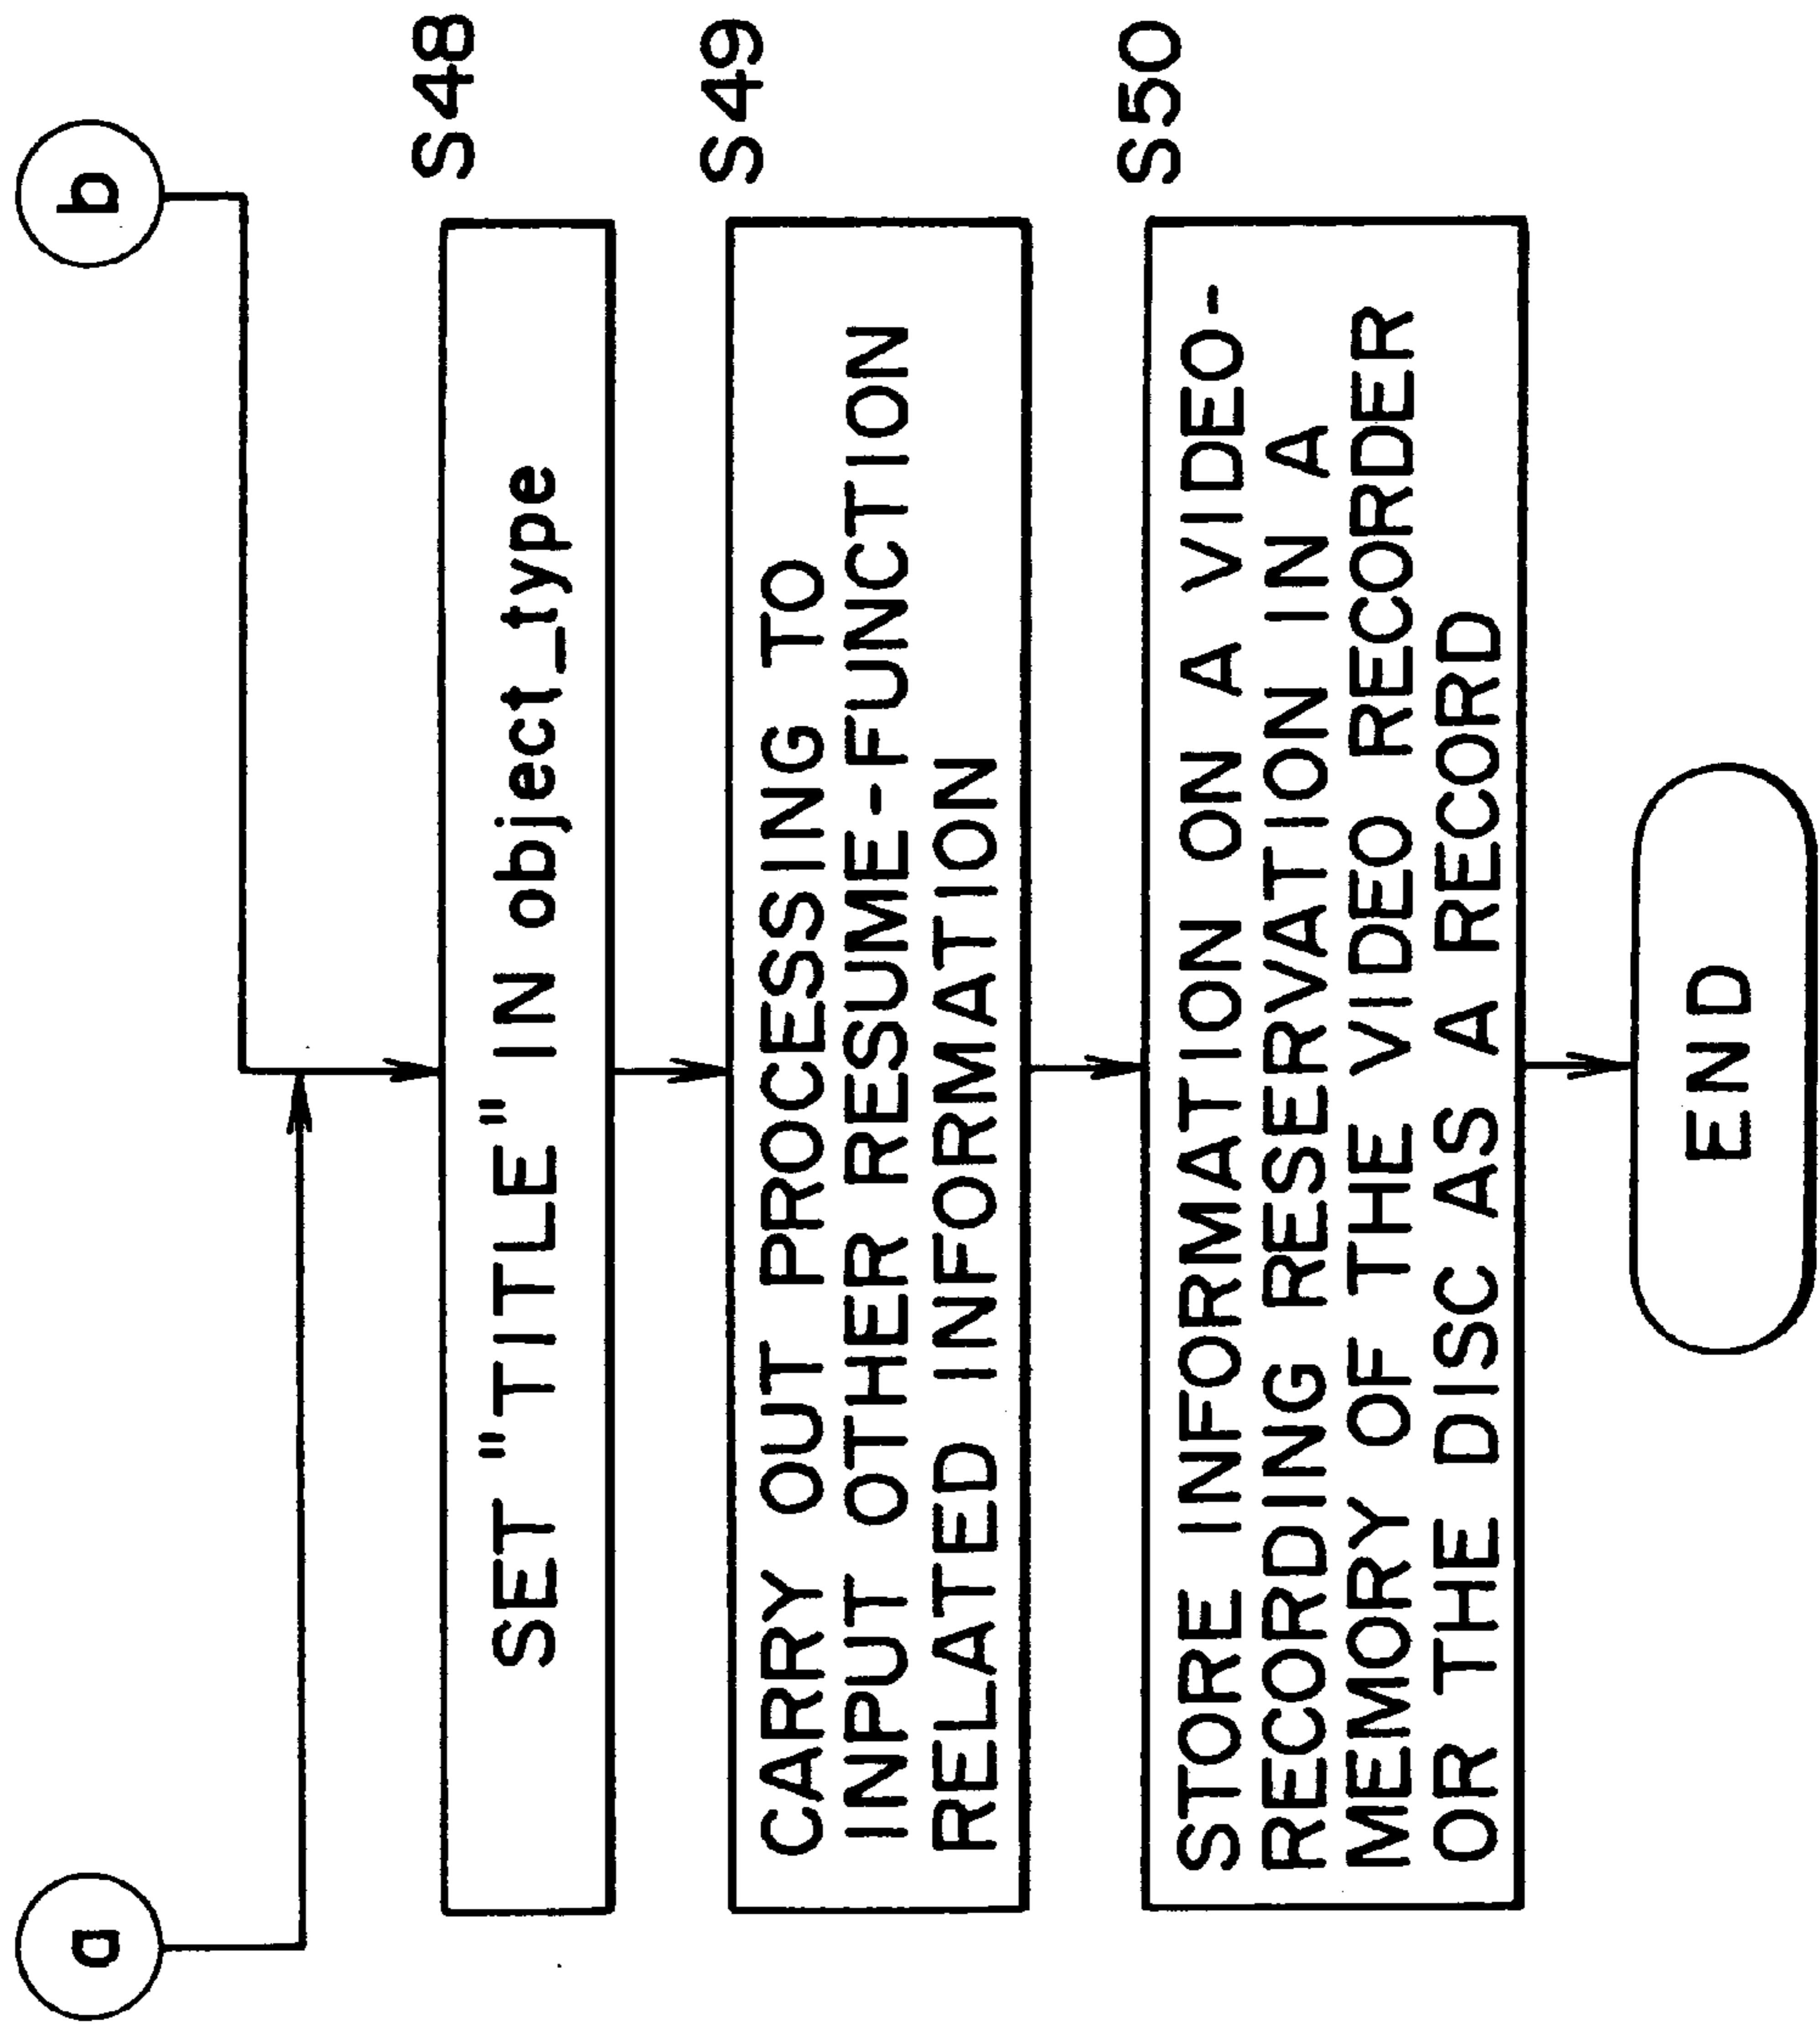 a
b
S48
SET "TITLE" IN object_type
S49
CARRY OUT PROCESSING TO
INPUT OTHER RESUME-FUNCTION
RELATED INFORMATION
S50
STORE INFORMATION ON A VIDEO-
RECORDING RESERVATION IN A
MEMORY OF THE VIDEO RECORDER
OR THE DISC AS A RECORD
END